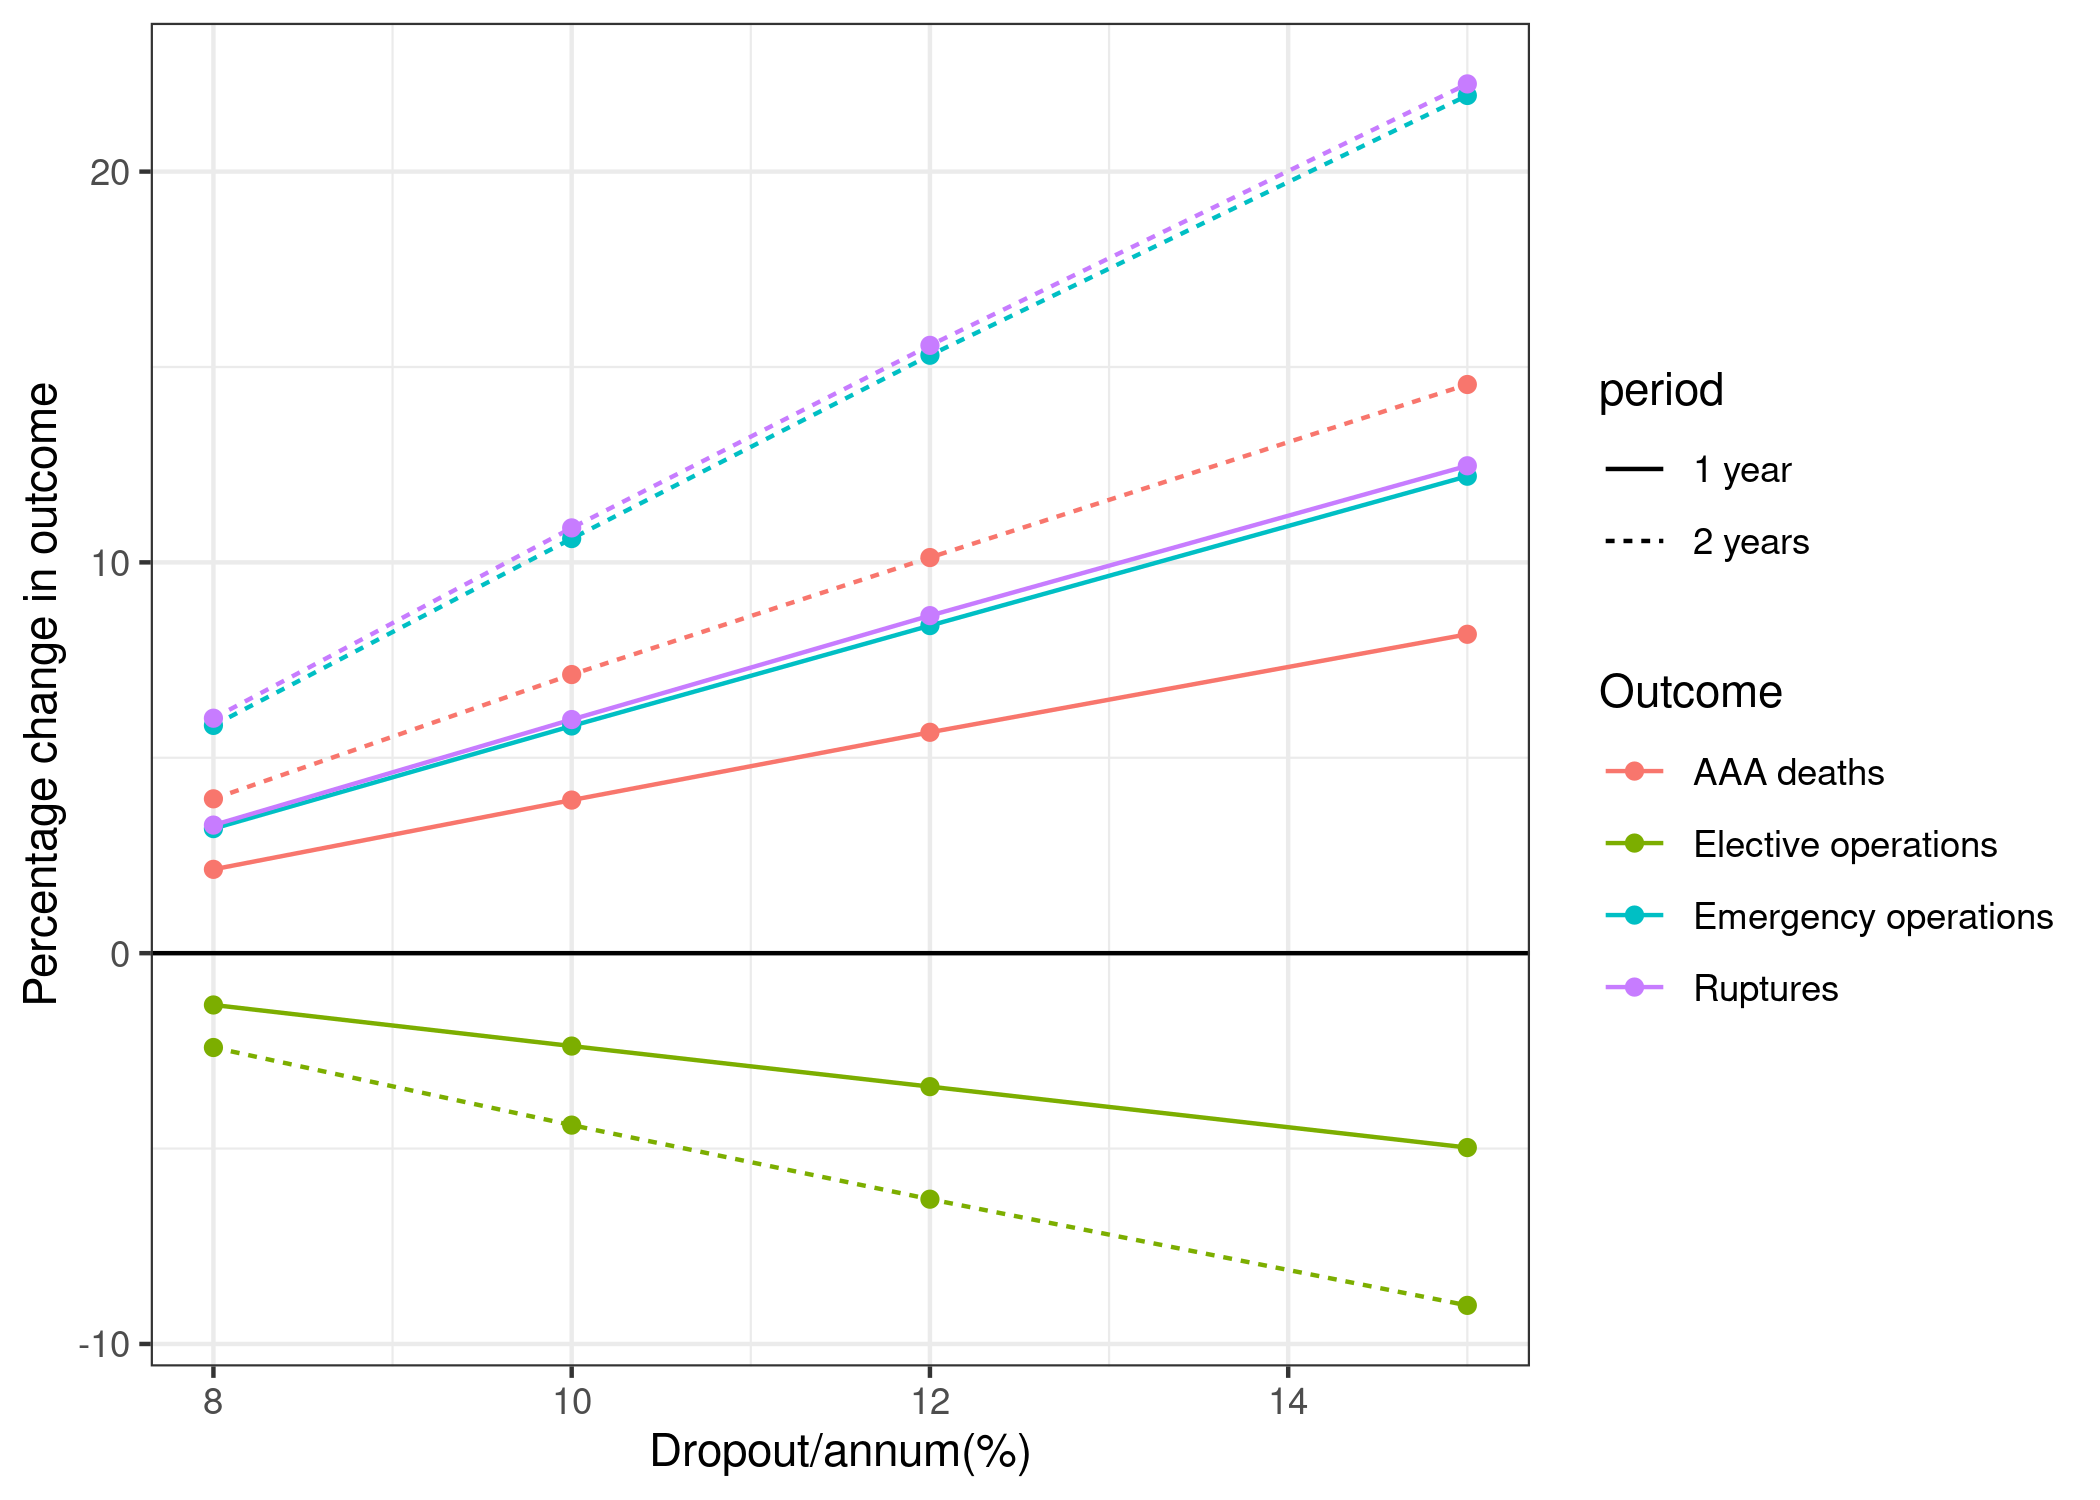 Percentage change in outcome
20
10
0
-10
8
10
12
14
Dropout/annum(%)
period
1 year
2 years
Outcome
AAA deaths
Elective operations
Emergency operations
Ruptures